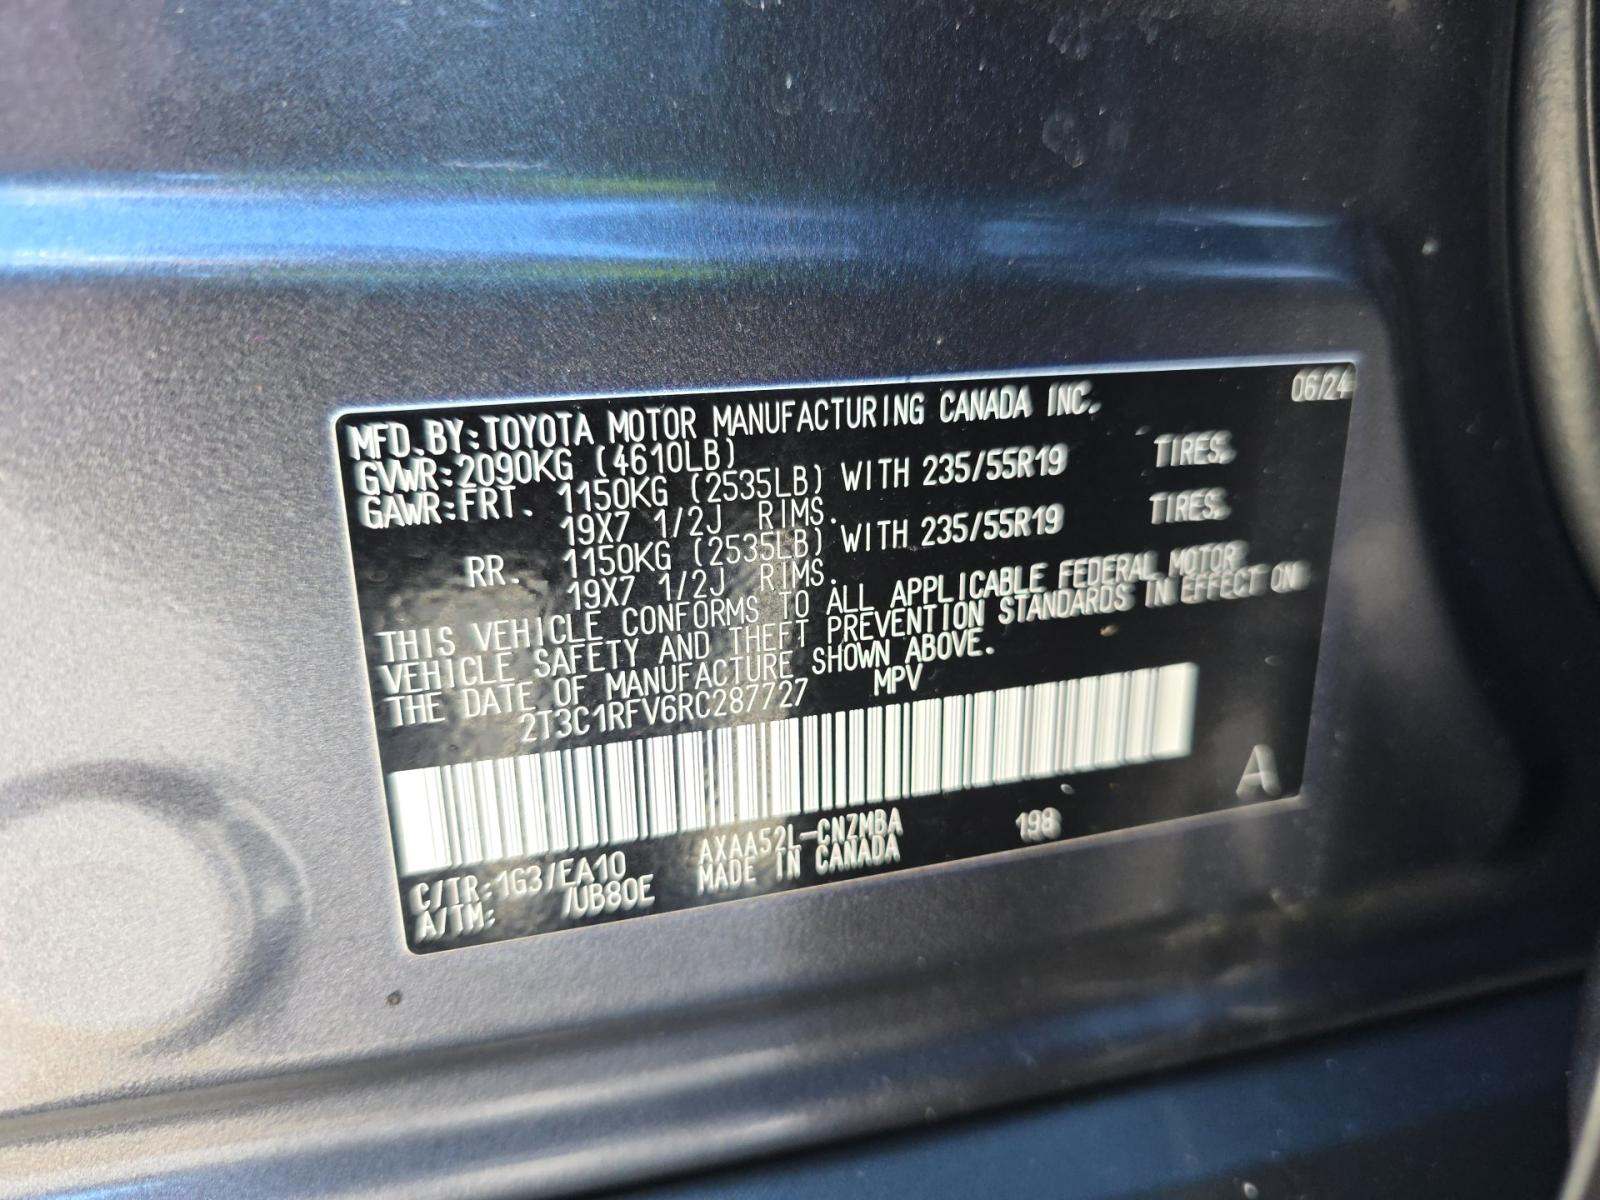 06/24
MFD.BY:TOYOTA MOTOR MANUFACTURING CANADA INC.
GVWR:2090KG (4610LB)
GAWR:FRT. 1150KG (2535LB) WITH 235/55R19 TIRES.
19X7 1/2J RIMS.
RR. 1150KG (2535LB) WITH 235/55R19 TIRES.
19X7 1/2J RIMS.
THIS VEHICLE CONFORMS TO ALL APPLICABLE FEDERAL MOTOR
VEHICLE SAFETY AND THEFT PREVENTION STANDARDS IN EFFECT ON
THE DATE OF MANUFACTURE SHOWN ABOVE.
2T3C1RFV6RC287727 MPV
A
C/TR:1G3/EA10 AXAA52L-CNZMBA 198
A/TM: /UB80E MADE IN CANADA